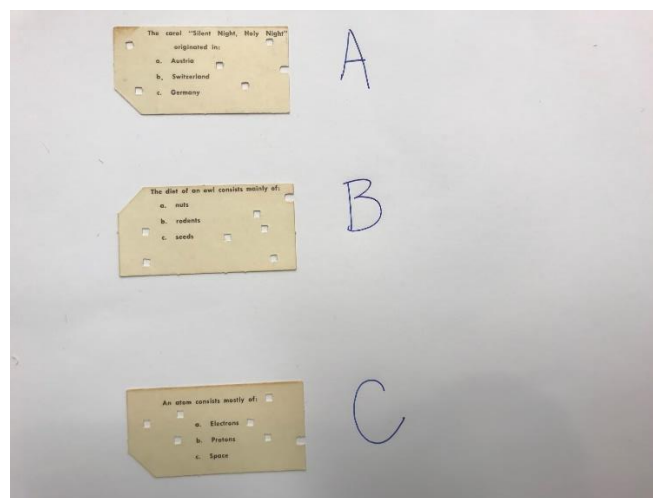 The carol "Silent Night, Holy Night"
originated in:
a. Austria
b. Switzerland
c. Germany
A
The diet of an owl consists mainly of:
a. nuts
b. rodents
c. seeds
B
An atom consists mostly of:
a. Electrons
b. Protons
c. Space
C